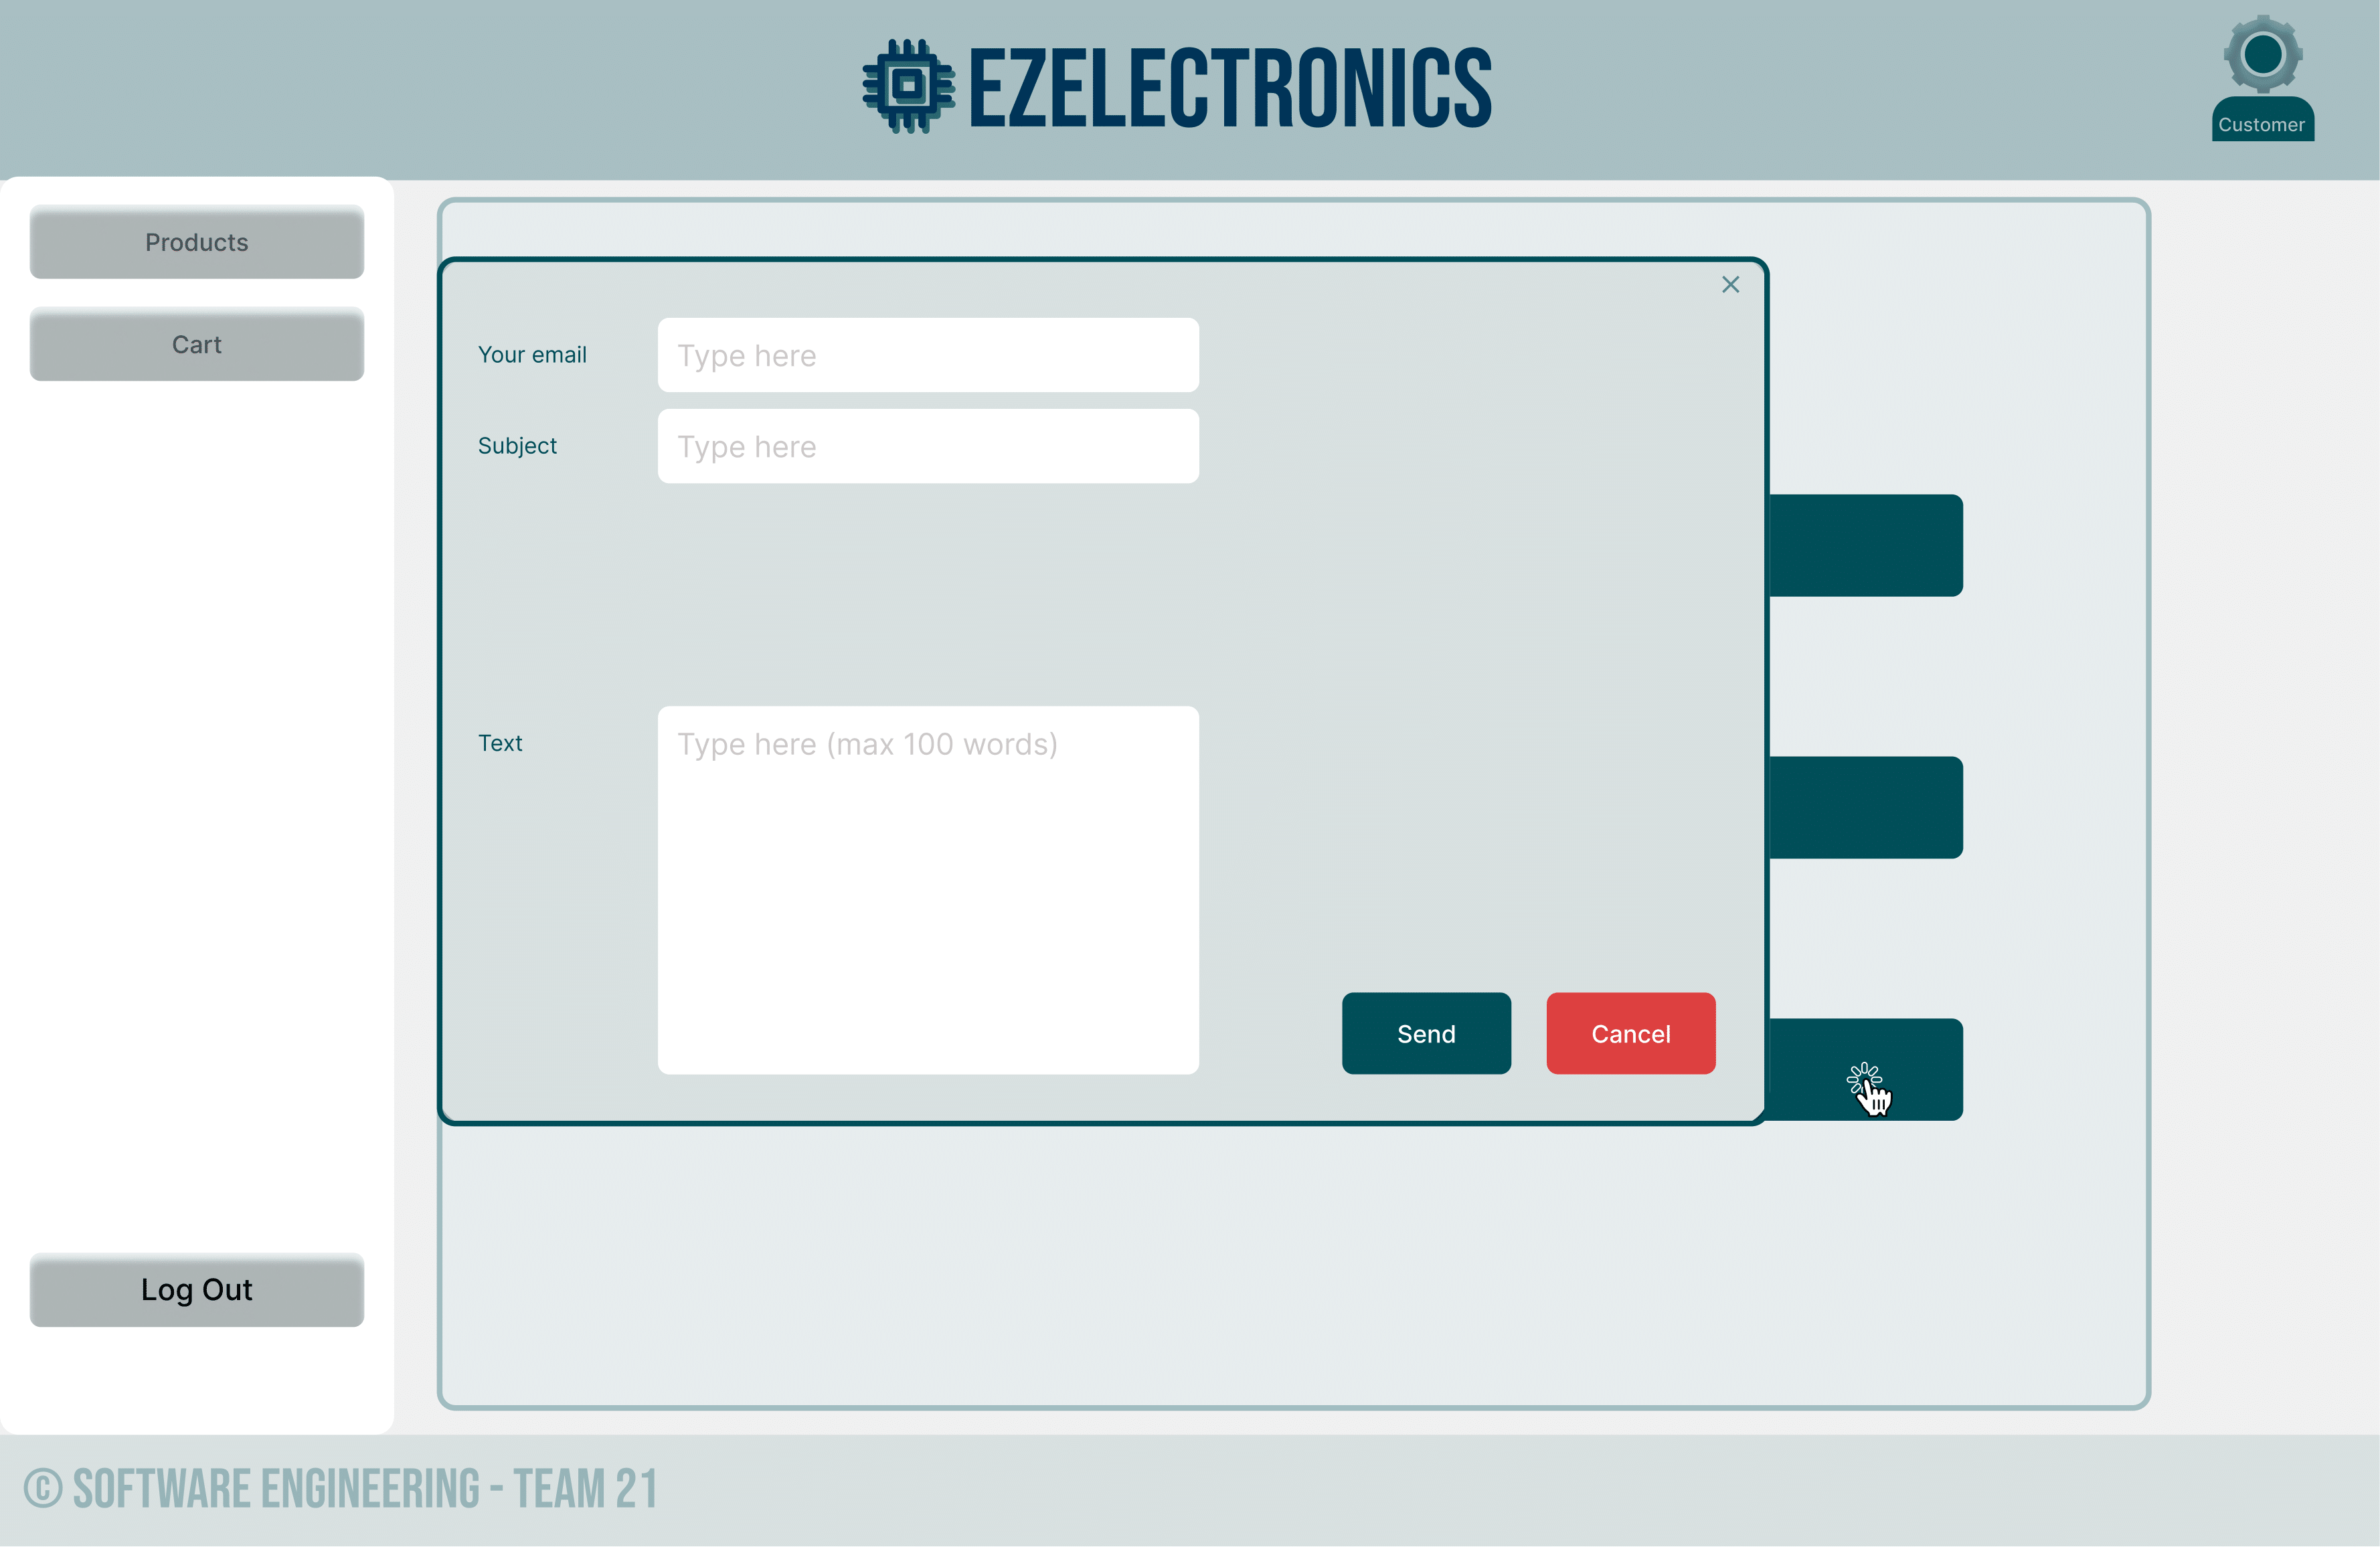 EZELECTRONICS
Customer
Products
Cart
Your email
Type here
Subject
Type here
Text
Type here (max 100 words)
Send
Cancel
Log Out
© SOFTWARE ENGINEERING - TEAM 21